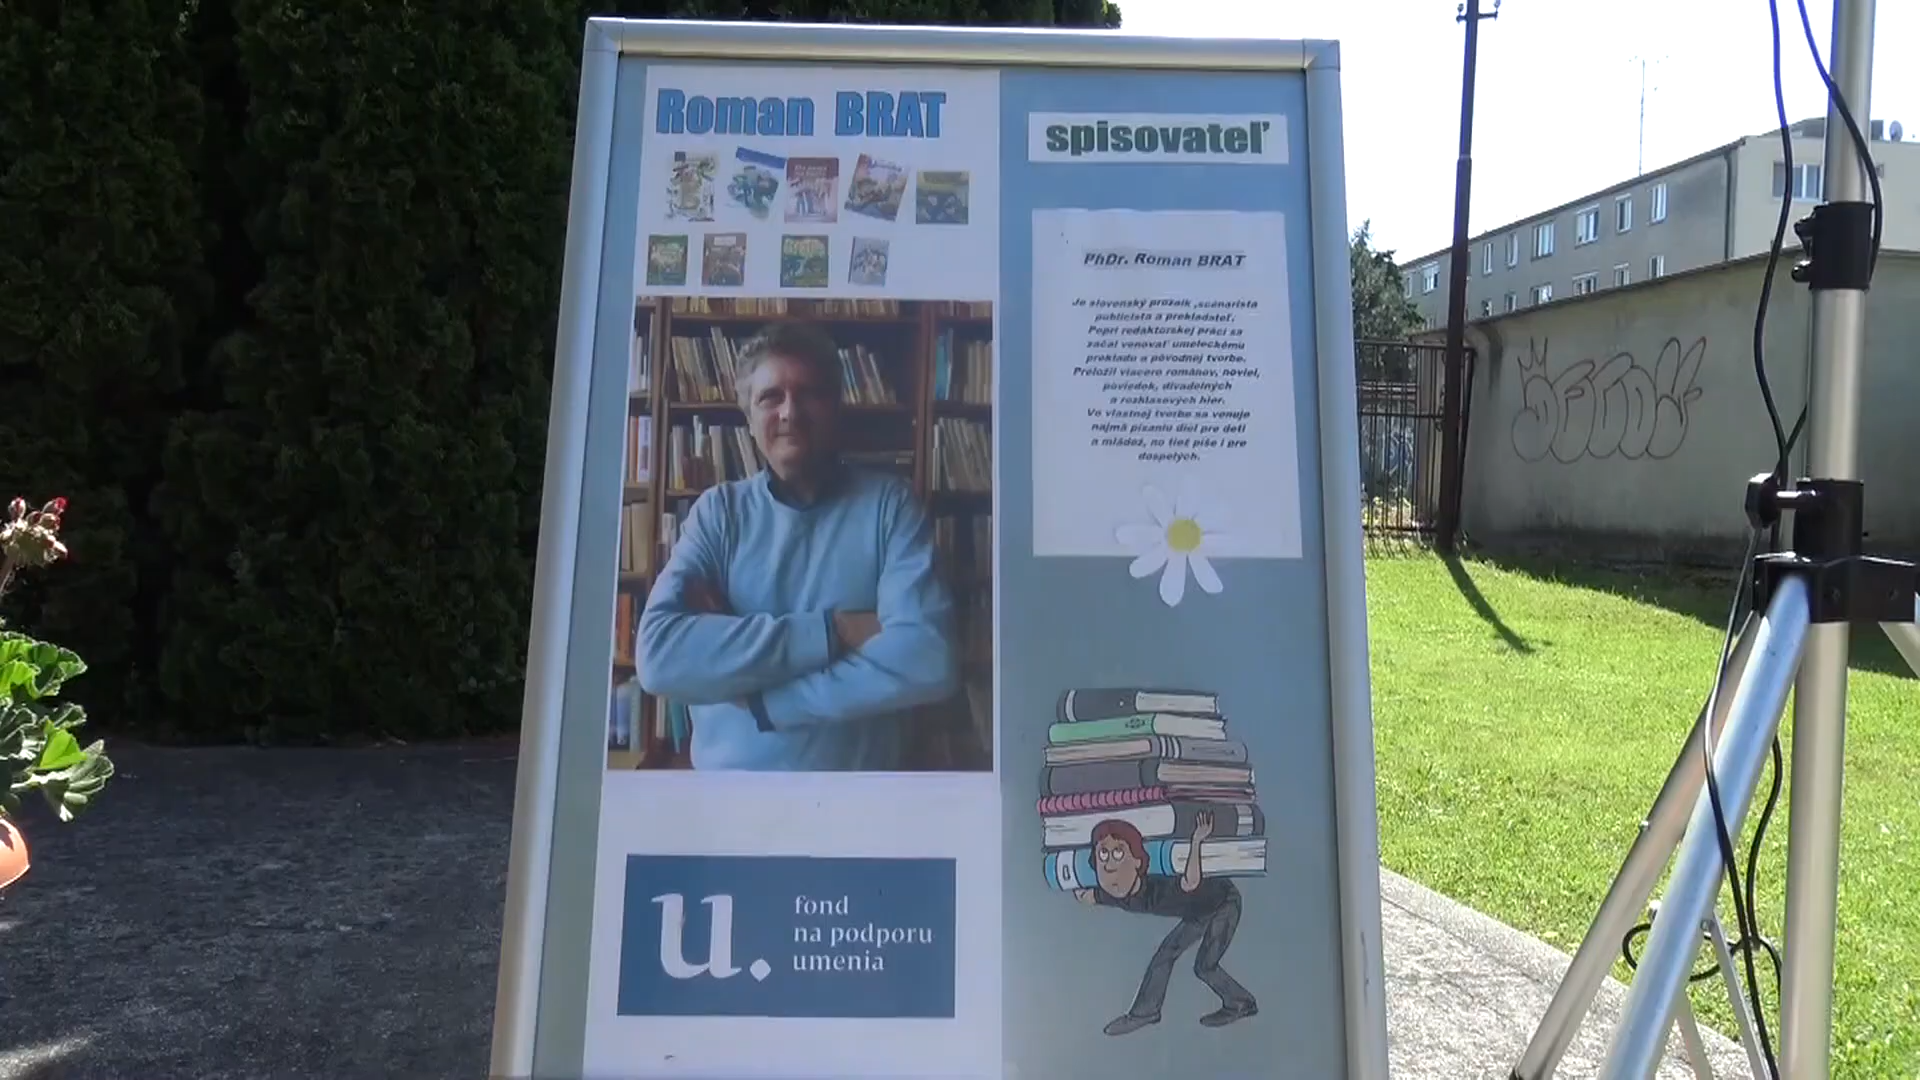 Roman BRAT
spisovateľ
PhDr. Roman BRAT
Je slovenský prozaik ,scenárista
publicista a prekladateľ.
Popri redaktorskej práci sa
začal venovať umeleckému
prekladu a pôvodnej tvorbe.
Preložil viacero románov, noviel,
poviedok, divadelných
a rozhlasových hier.
Vo vlastnej tvorbe sa venuje
najmä písaniu diel pre deti
a mládež, no tiež píše i pre
dospelých.
u.
fond
na podporu
umenia